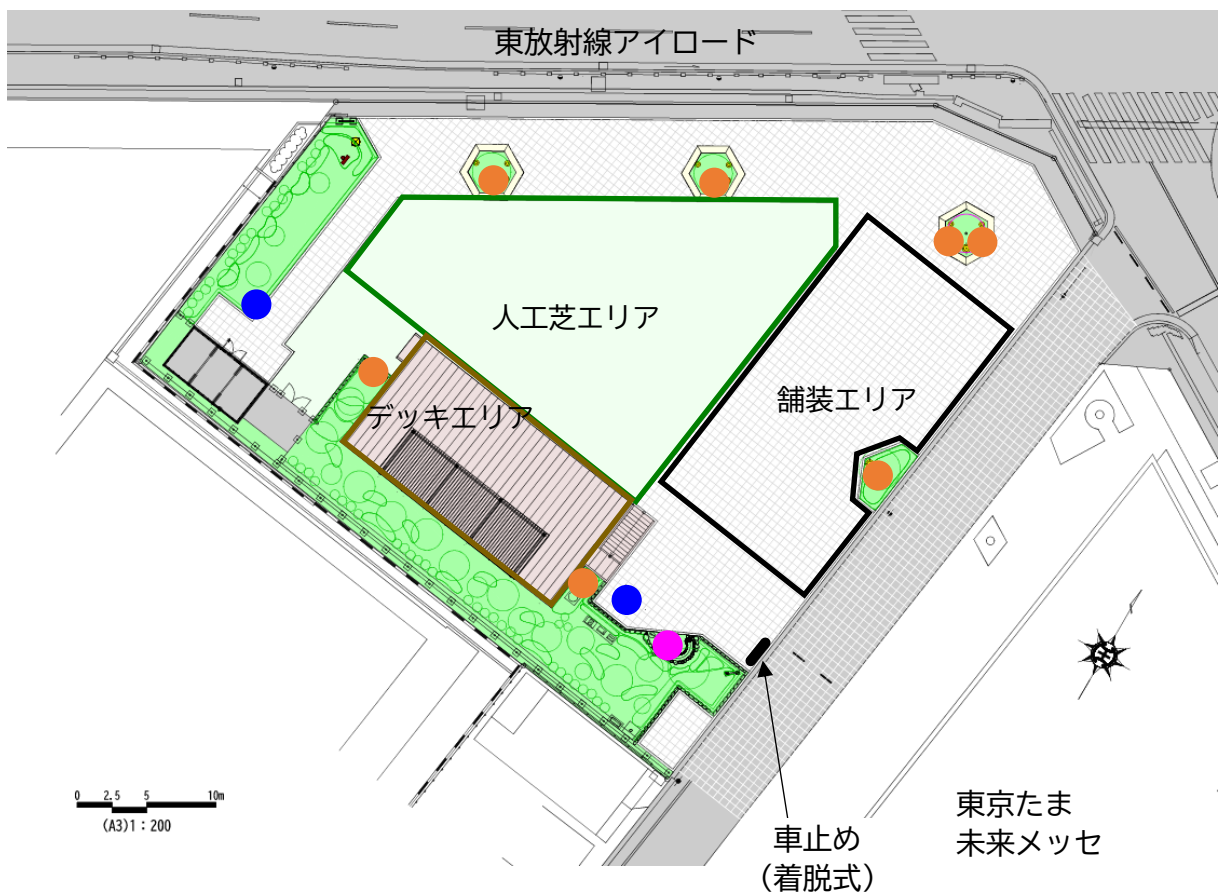 東放射線アイロード
人工芝エリア
舗装エリア
デッキエリア
0 2.5 5 10m
(A3)1：200
車止め
（着脱式）
東京たま
未来メッセ